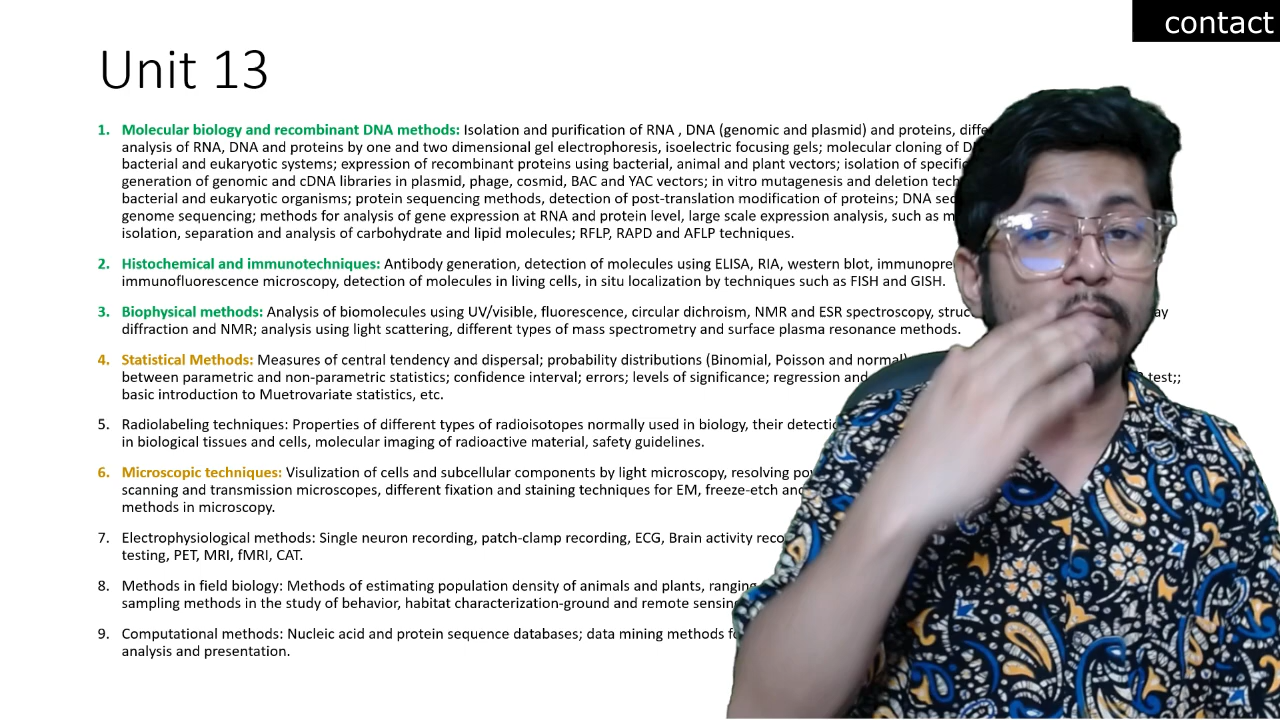 contact
Unit 13
1. Molecular biology and recombinant DNA methods: Isolation and purification of RNA , DNA (genomic and plasmid) and proteins,
analysis of RNA, DNA and proteins by one and two dimensional gel electrophoresis, isoelectric focusing gels; molecular cloning of
bacterial and eukaryotic systems; expression of recombinant proteins using bacterial, animal and plant vectors; isolation of
generation of genomic and cDNA libraries in plasmid, phage, cosmid, BAC and YAC vectors; in vitro mutagenesis and deletion
bacterial and eukaryotic organisms; protein sequencing methods, detection of post-translation modification of proteins; DNA
genome sequencing; methods for analysis of gene expression at RNA and protein level, large scale expression analysis, such as
isolation, separation and analysis of carbohydrate and lipid molecules; RFLP, RAPD and AFLP techniques.
2. Histochemical and immunotechniques: Antibody generation, detection of molecules using ELISA, RIA, western blot,
immunofluorescence microscopy, detection of molecules in living cells, in situ localization by techniques such as FISH and GISH.
3. Biophysical methods: Analysis of biomolecules using UV/visible, fluorescence, circular dichroism, NMR and ESR spectroscopy,
diffraction and NMR; analysis using light scattering, different types of mass spectrometry and surface plasma resonance methods.
4. Statistical Methods: Measures of central tendency and dispersal; probability distributions (Binomial, Poisson and normal)
between parametric and non-parametric statistics; confidence interval; errors; levels of significance; regression and test;;
basic introduction to Muetrovariate statistics, etc.
5. Radiolabeling techniques: Properties of different types of radioisotopes normally used in biology, their
in biological tissues and cells, molecular imaging of radioactive material, safety guidelines.
6. Microscopic techniques: Visulization of cells and subcellular components by light microscopy, resolving
scanning and transmission microscopes, different fixation and staining techniques for EM, freeze-etch and
methods in microscopy.
7. Electrophysiological methods: Single neuron recording, patch-clamp recording, ECG, Brain activity
testing, PET, MRI, fMRI, CAT.
8. Methods in field biology: Methods of estimating population density of animals and plants, ranging
sampling methods in the study of behavior, habitat characterization-ground and remote
9. Computational methods: Nucleic acid and protein sequence databases; data mining methods
analysis and presentation.